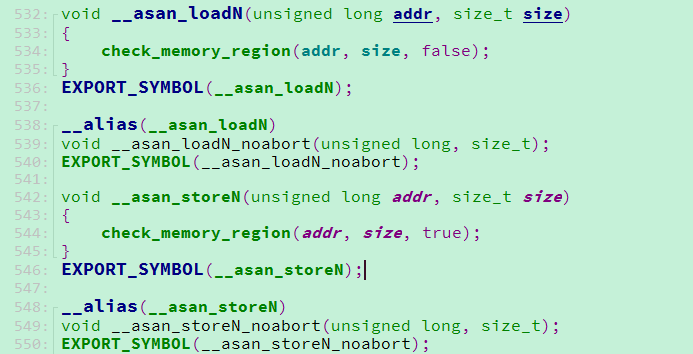 532: void __asan_loadN(unsigned long addr, size_t size)
533: {
534:     check_memory_region(addr, size, false);
535: }
536: EXPORT_SYMBOL(__asan_loadN);
537:
538: __alias(__asan_loadN)
539: void __asan_loadN_noabort(unsigned long, size_t);
540: EXPORT_SYMBOL(__asan_loadN_noabort);
541:
542: void __asan_storeN(unsigned long addr, size_t size)
543: {
544:     check_memory_region(addr, size, true);
545: }
546: EXPORT_SYMBOL(__asan_storeN);
547:
548: __alias(__asan_storeN)
549: void __asan_storeN_noabort(unsigned long, size_t);
550: EXPORT_SYMBOL(__asan_storeN_noabort);